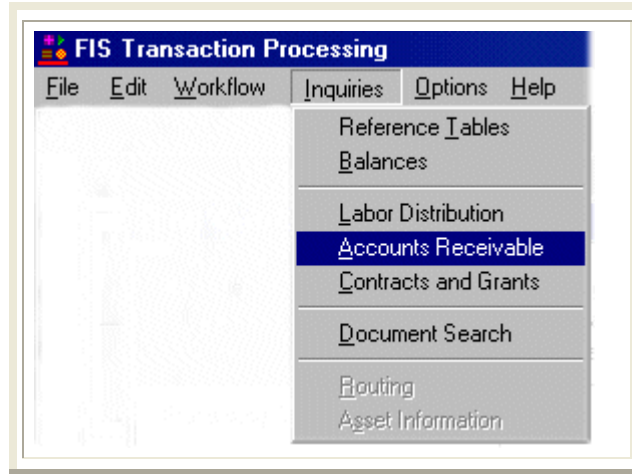 FIS Transaction Processing
File Edit Workflow Inquiries Options Help
Reference Tables
Balances
Labor Distribution
Accounts Receivable
Contracts and Grants
Document Search
Routing
Asset Information